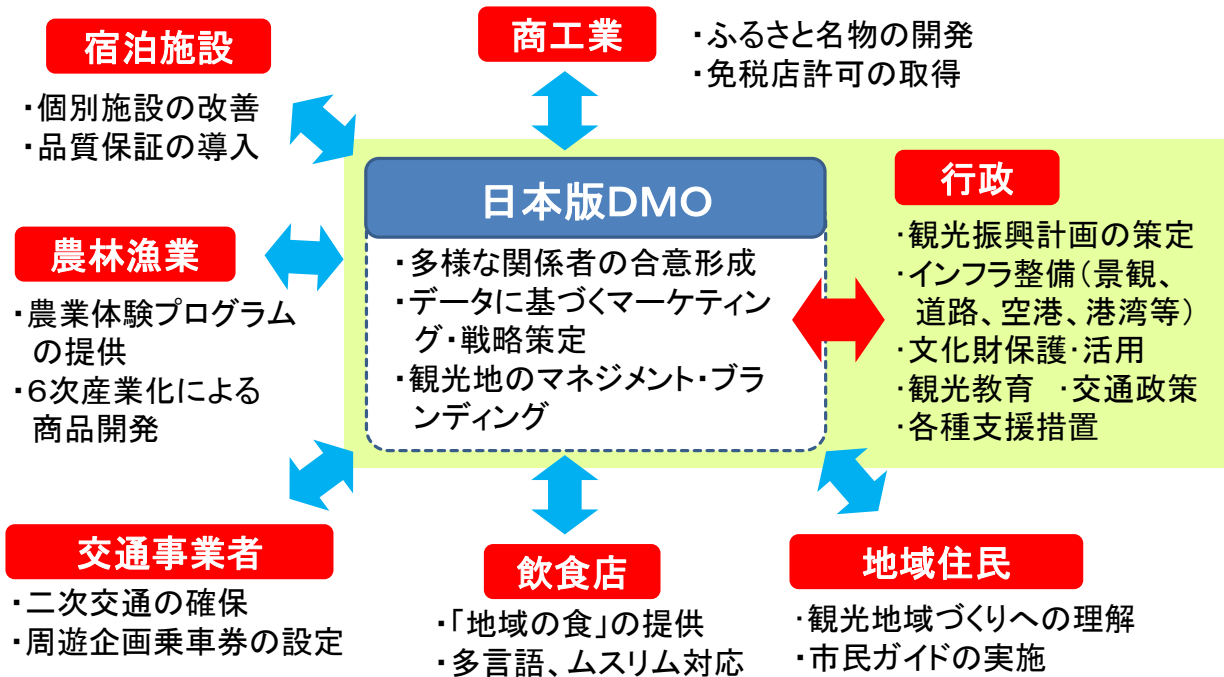 宿泊施設
・個別施設の改善
・品質保証の導入
商工業
・ふるさと名物の開発
・免税店許可の取得
農林漁業
・農業体験プログラム
の提供
・6次産業化による
商品開発
日本版DMO
・多様な関係者の合意形成
・データに基づくマーケティン
グ・戦略策定
・観光地のマネジメント・ブラ
ンディング
行政
・観光振興計画の策定
・インフラ整備(景観、
道路、空港、港湾等)
・文化財保護・活用
・観光教育 ・交通政策
・各種支援措置
交通事業者
・二次交通の確保
・周遊企画乗車券の設定
飲食店
・「地域の食」の提供
・多言語、ムスリム対応
地域住民
・観光地域づくりへの理解
・市民ガイドの実施